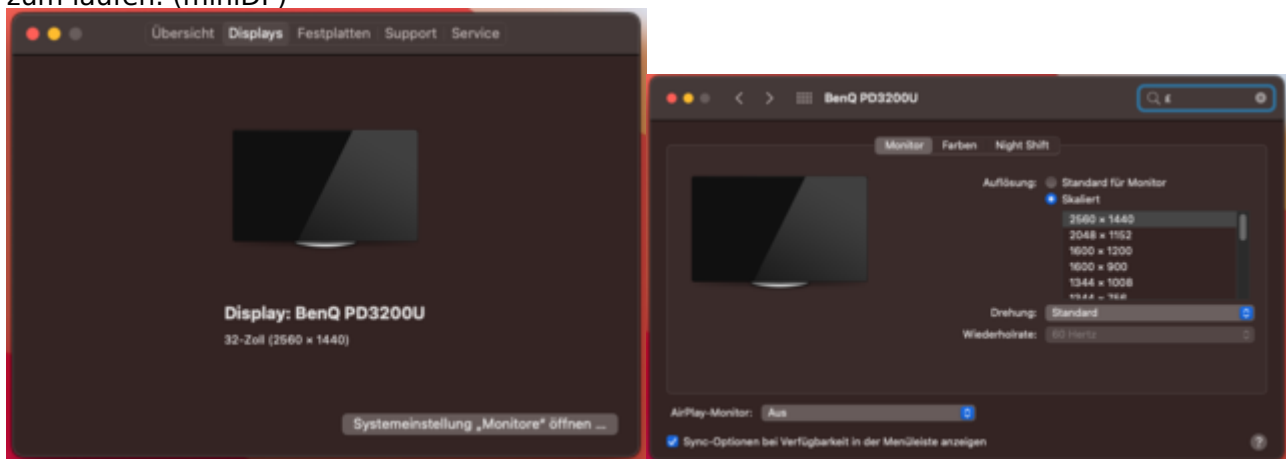 zum laufen. (miniDP)
Übersicht Displays Festplatten Support Service
Display: BenQ PD3200U
32-Zoll (2560 × 1440)
Systemeinstellung „Monitore“ öffnen ...
BenQ PD3200U
Monitor Farben Night Shift
Auflösung: Standard für Monitor
Skaliert
2560 × 1440
2048 × 1152
1600 × 1200
1600 × 900
1344 × 1008
1344 × 756
Drehung: Standard
Wiederholrate: 60 Hertz
AirPlay-Monitor: Aus
Sync-Optionen bei Verfügbarkeit in der Menüleiste anzeigen
?